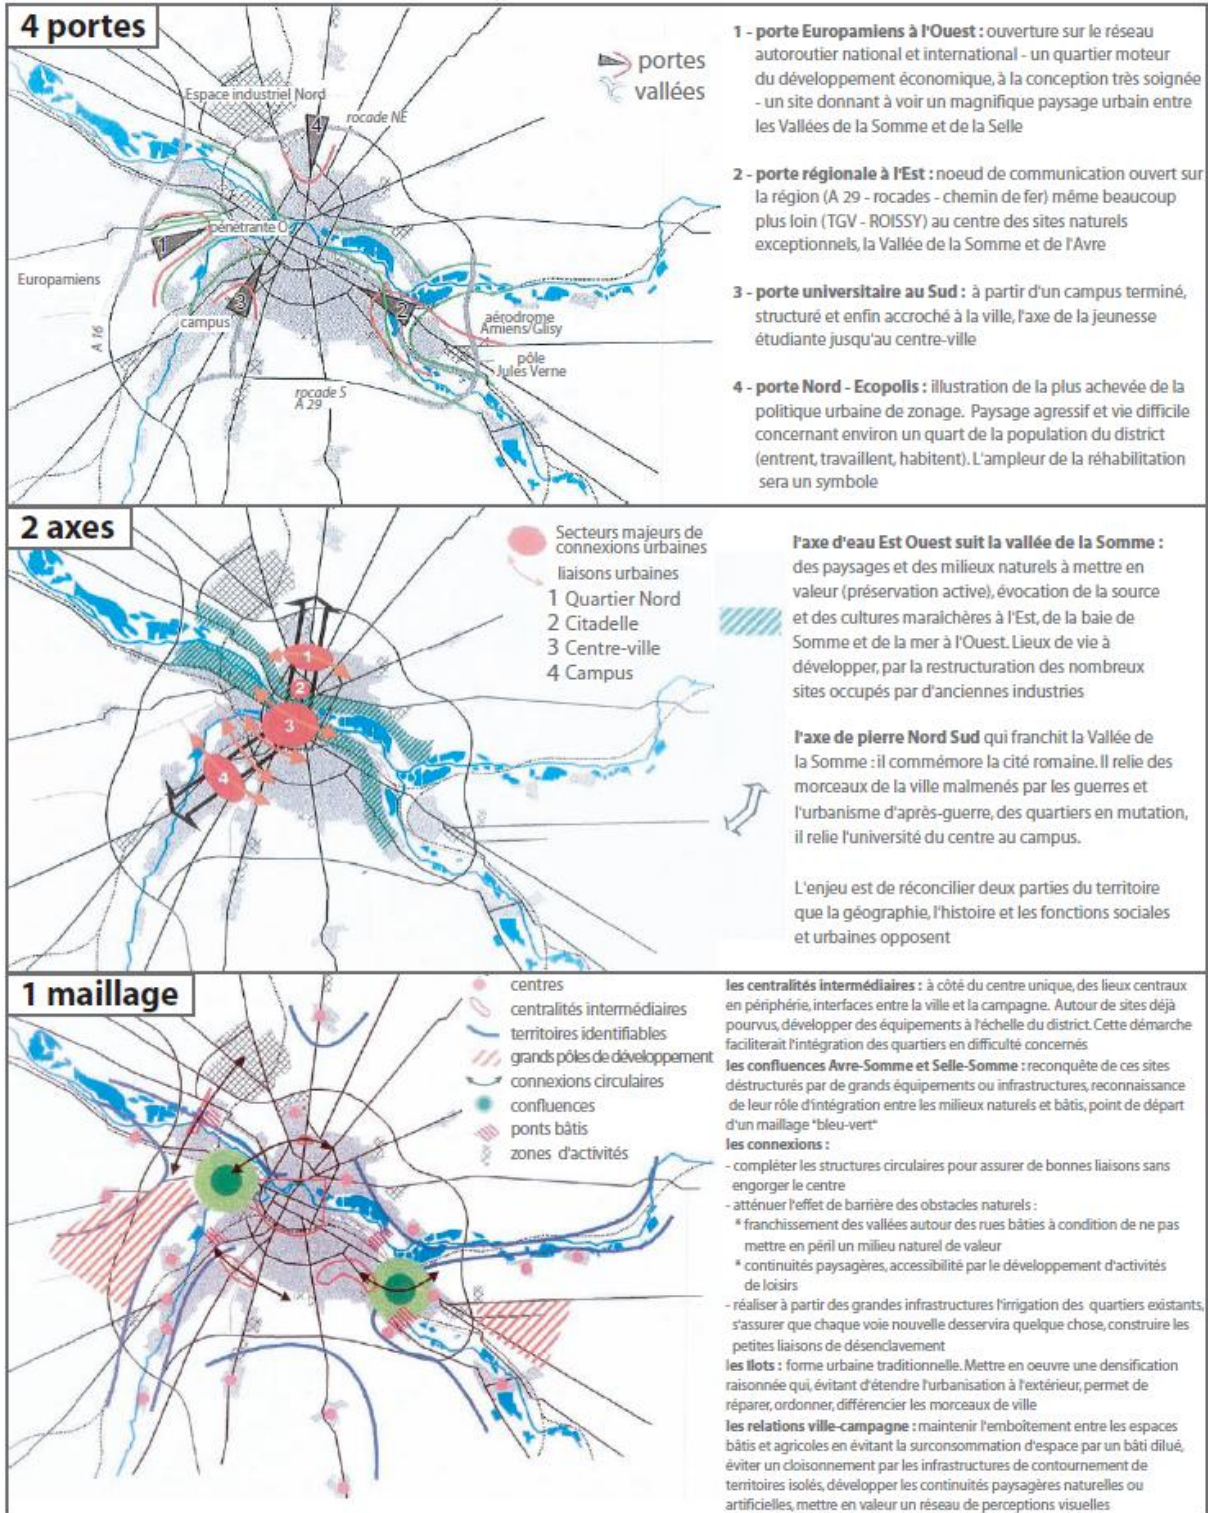 4 portes
portes
vallées
Espace industriel Nord
rocade NE
4
pénétrante O
1
Europamiens
3
2
campus
aérodrome
Amiens/Glisy
A 16
pôle
Jules Verne
rocade S
A 29
1 - porte Europamiens à l'Ouest : ouverture sur le réseau
autoroutier national et international - un quartier moteur
du développement économique, à la conception très soignée
- un site donnant à voir un magnifique paysage urbain entre
les Vallées de la Somme et de la Selle
2 - porte régionale à l'Est : noeud de communication ouvert sur
la région (A 29 - rocades - chemin de fer) même beaucoup
plus loin (TGV - ROISSY) au centre des sites naturels
exceptionnels, la Vallée de la Somme et de l'Avre
3 - porte universitaire au Sud : à partir d'un campus terminé,
structuré et enfin accroché à la ville, l'axe de la jeunesse
étudiante jusqu'au centre-ville
4 - porte Nord - Ecopolis : illustration de la plus achevée de la
politique urbaine de zonage. Paysage agressif et vie difficile
concernant environ un quart de la population du district
(entrent, travaillent, habitent). L'ampleur de la réhabilitation
sera un symbole
2 axes
Secteurs majeurs de
connexions urbaines
liaisons urbaines
1 Quartier Nord
2 Citadelle
3 Centre-ville
4 Campus
1
2
3
4
l'axe d'eau Est Ouest suit la vallée de la Somme :
des paysages et des milieux naturels à mettre en
valeur (préservation active), évocation de la source
et des cultures maraîchères à l'Est, de la baie de
Somme et de la mer à l'Ouest. Lieux de vie à
développer, par la restructuration des nombreux
sites occupés par d'anciennes industries
l'axe de pierre Nord Sud qui franchit la Vallée de
la Somme : il commémore la cité romaine. Il relie des
morceaux de la ville malmenés par les guerres et
l'urbanisme d'après-guerre, des quartiers en mutation,
il relie l'université du centre au campus.
L'enjeu est de réconcilier deux parties du territoire
que la géographie, l'histoire et les fonctions sociales
et urbaines opposent
1 maillage
centres
centralités intermédiaires
territoires identifiables
grands pôles de développement
connexions circulaires
confluences
ponts bâtis
zones d'activités
les centralités intermédiaires : à côté du centre unique, des lieux centraux
en périphérie, interfaces entre la ville et la campagne. Autour de sites déjà
pourvus, développer des équipements à l'échelle du district. Cette démarche
faciliterait l'intégration des quartiers en difficulté concernés
les confluences Avre-Somme et Selle-Somme : reconquête de ces sites
déstructurés par de grands équipements ou infrastructures, reconnaissance
de leur rôle d'intégration entre les milieux naturels et bâtis, point de départ
d'un maillage "bleu-vert"
les connexions :
- compléter les structures circulaires pour assurer de bonnes liaisons sans
engorger le centre
- atténuer l'effet de barrière des obstacles naturels :
* franchissement des vallées autour des rues bâties à condition de ne pas
mettre en péril un milieu naturel de valeur
* continuités paysagères, accessibilité par le développement d'activités
de loisirs
- réaliser à partir des grandes infrastructures l'irrigation des quartiers existants,
s'assurer que chaque voie nouvelle desservira quelque chose, construire les
petites liaisons de désenclavement
les îlots : forme urbaine traditionnelle. Mettre en oeuvre une densification
raisonnée qui, évitant d'étendre l'urbanisation à l'extérieur, permet de
réparer, ordonner, différencier les morceaux de ville
les relations ville-campagne : maintenir l'emboîtement entre les espaces
bâtis et agricoles en évitant la surconsommation d'espace par un bâti dilué,
éviter un cloisonnement par les infrastructures de contournement de
territoires isolés, développer les continuités paysagères naturelles ou
artificielles, mettre en valeur un réseau de perceptions visuelles